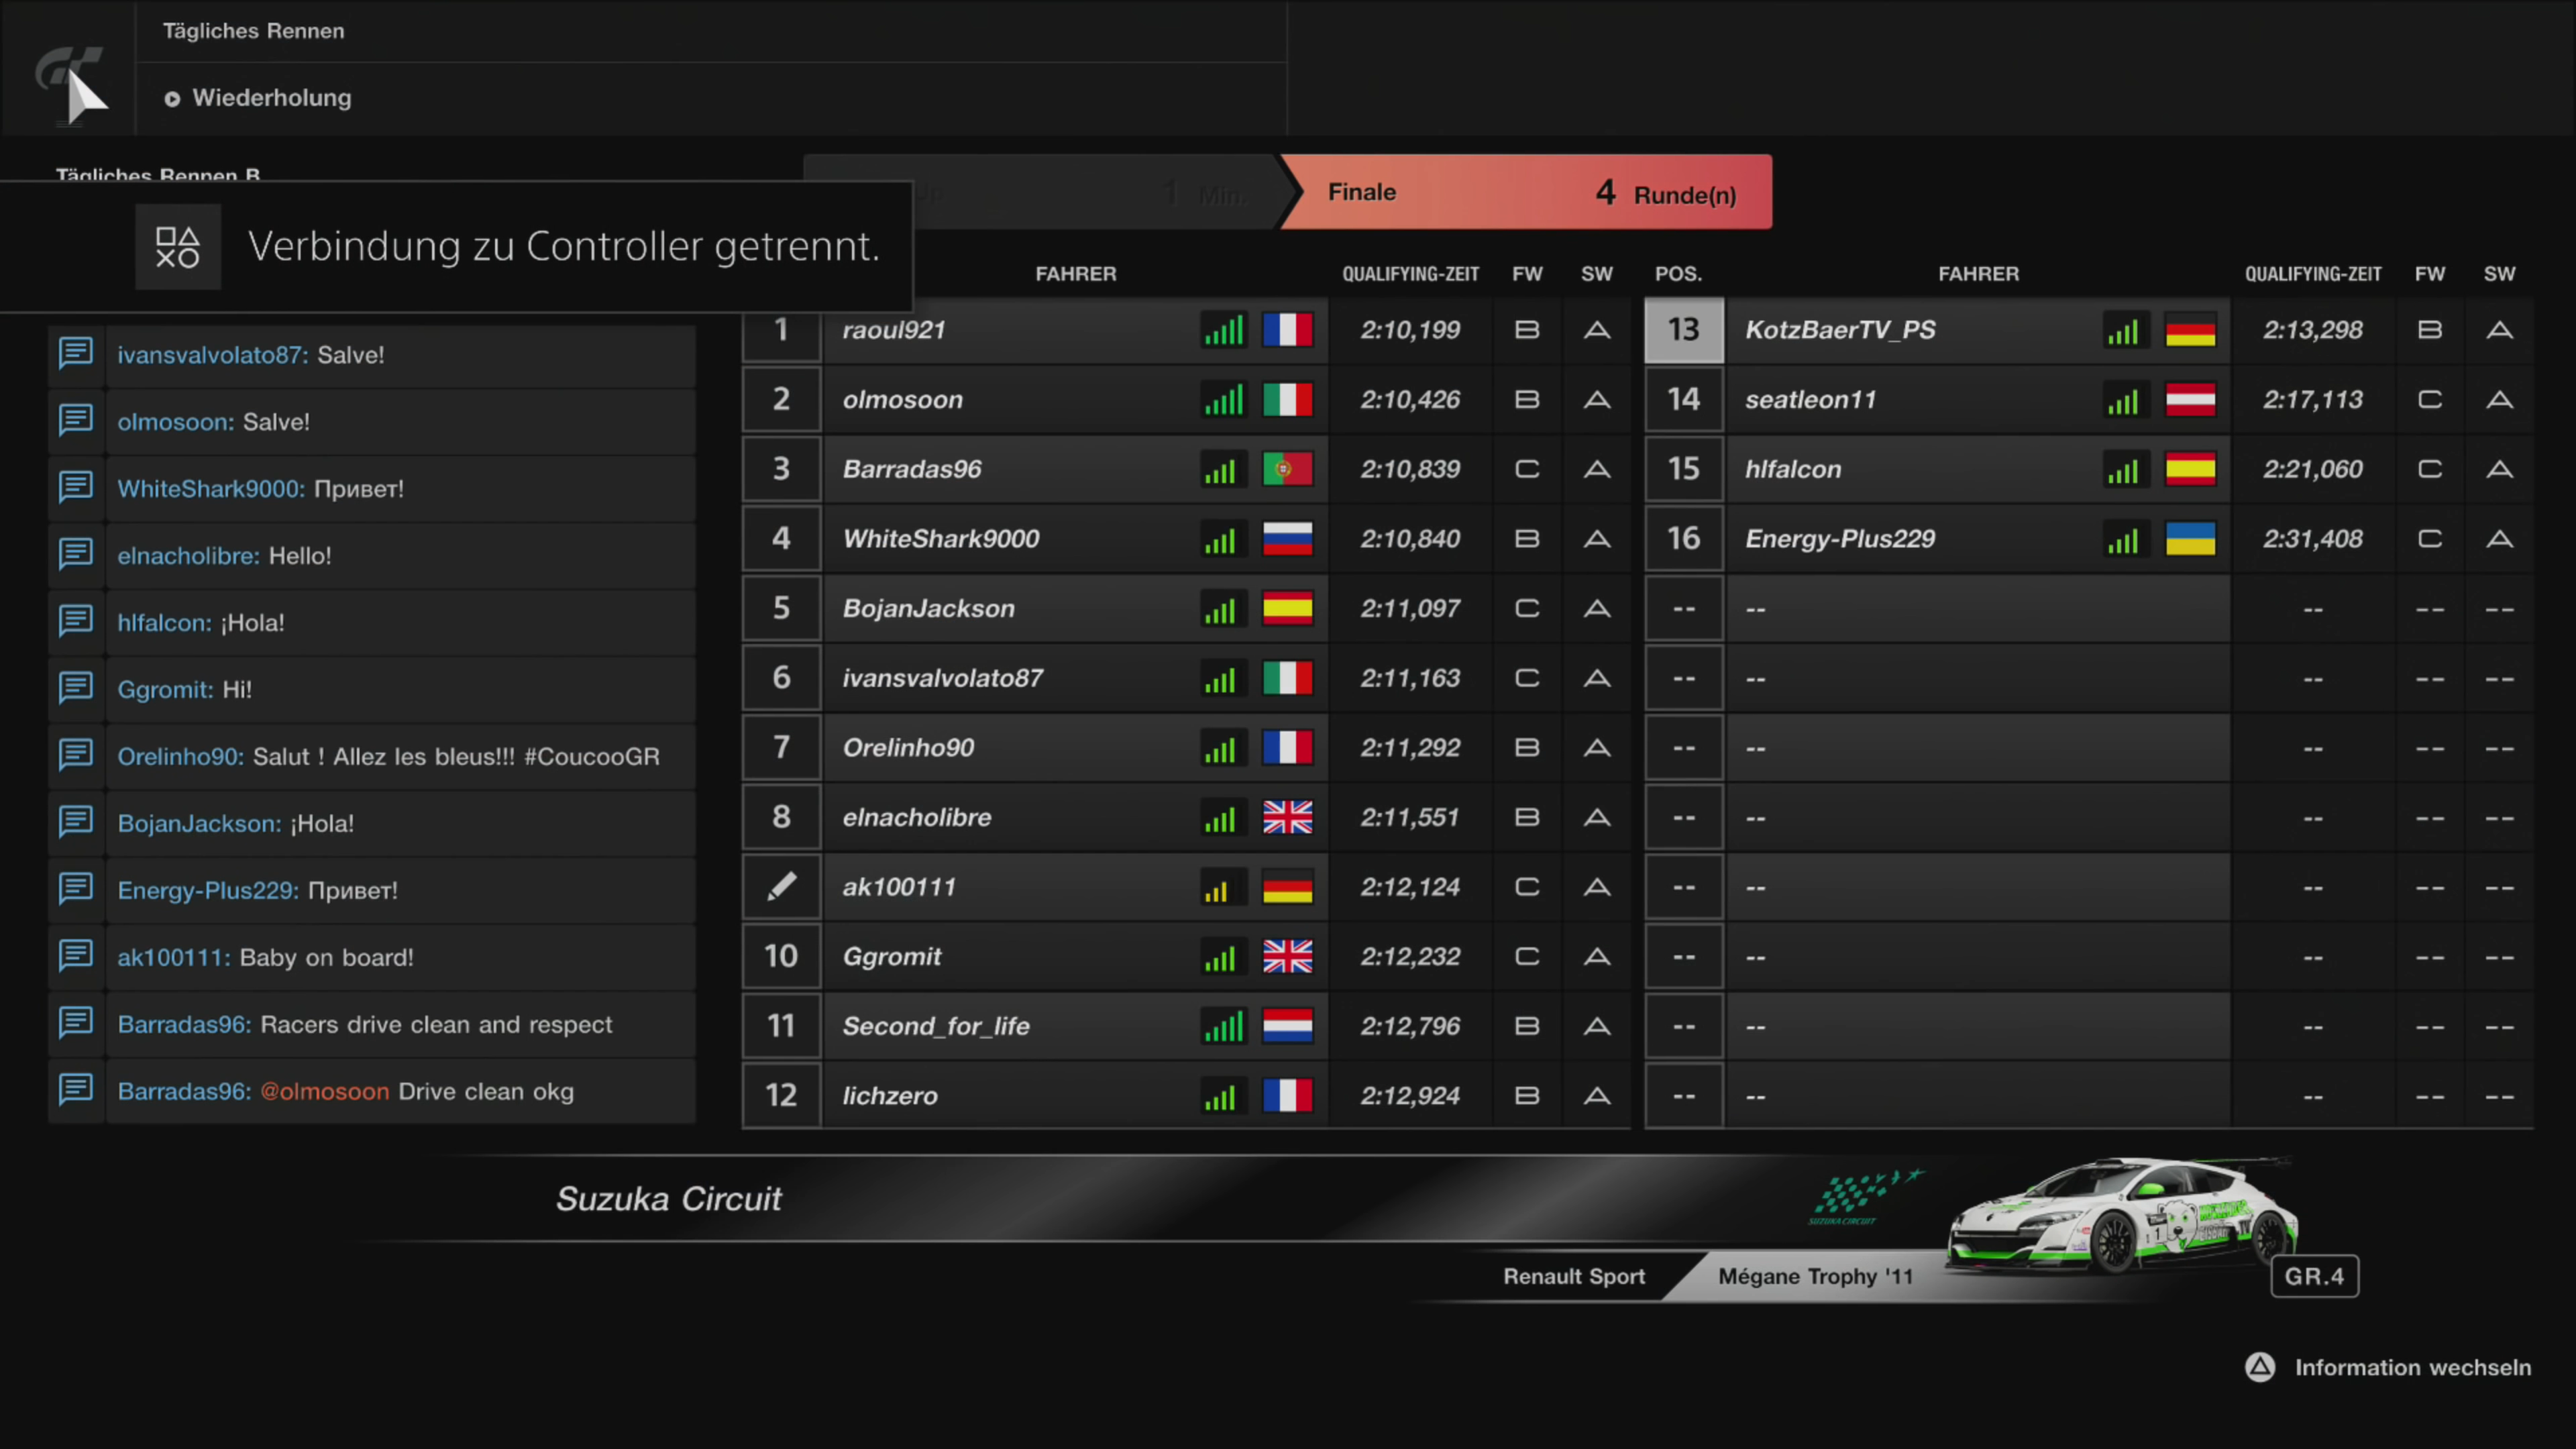 Tägliches Rennen
Wiederholung
Tägliches Rennen B
1 Min.
Finale 4 Runde(n)
Verbindung zu Controller getrennt.
FAHRER QUALIFYING-ZEIT FW SW POS. FAHRER QUALIFYING-ZEIT FW SW
ivansvalvolato87: Salve!
olmosoon: Salve!
WhiteShark9000: Привет!
elnacholibre: Hello!
hlfalcon: ¡Hola!
Ggromit: Hi!
Orelinho90: Salut ! Allez les bleus!!! #CoucooGR
BojanJackson: ¡Hola!
Energy-Plus229: Привет!
ak100111: Baby on board!
Barradas96: Racers drive clean and respect
Barradas96: @olmosoon Drive clean okg
1 raoul921 2:10,199 B A
2 olmosoon 2:10,426 B A
3 Barradas96 2:10,839 C A
4 WhiteShark9000 2:10,840 B A
5 BojanJackson 2:11,097 C A
6 ivansvalvolato87 2:11,163 C A
7 Orelinho90 2:11,292 B A
8 elnacholibre 2:11,551 B A
ak100111 2:12,124 C A
10 Ggromit 2:12,232 C A
11 Second_for_life 2:12,796 B A
12 lichzero 2:12,924 B A
13 KotzBaerTV_PS 2:13,298 B A
14 seatleon11 2:17,113 C A
15 hlfalcon 2:21,060 C A
16 Energy-Plus229 2:31,408 C A
-- -- -- -- --
-- -- -- -- --
-- -- -- -- --
-- -- -- -- --
-- -- -- -- --
-- -- -- -- --
-- -- -- -- --
-- -- -- -- --
Suzuka Circuit
SUZUKA CIRCUIT
Renault Sport Mégane Trophy '11
GR.4
Information wechseln